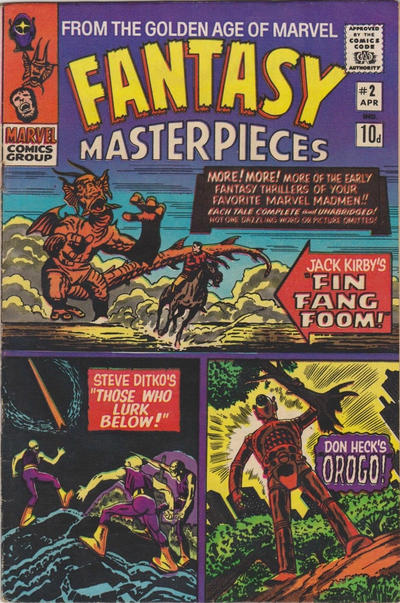 FROM THE GOLDEN AGE OF MARVEL
APPROVED
BY THE
COMICS
CODE
AUTHORITY
FANTASY
MASTERPIECES
MARVEL
COMICS
GROUP
#2
APR
IND.
10d
MORE! MORE! MORE OF THE EARLY
FANTASY THRILLERS OF YOUR
FAVORITE MARVEL MADMEN!!
EACH TALE COMPLETE and UNABRIDGED!
NOT ONE DAZZLING WORD OR PICTURE OMITTED!
JACK KIRBY'S
"FIN
FANG
FOOM!
STEVE DITKO'S
"THOSE WHO
LURK
BELOW!"
DON HECK'S
OROGO!